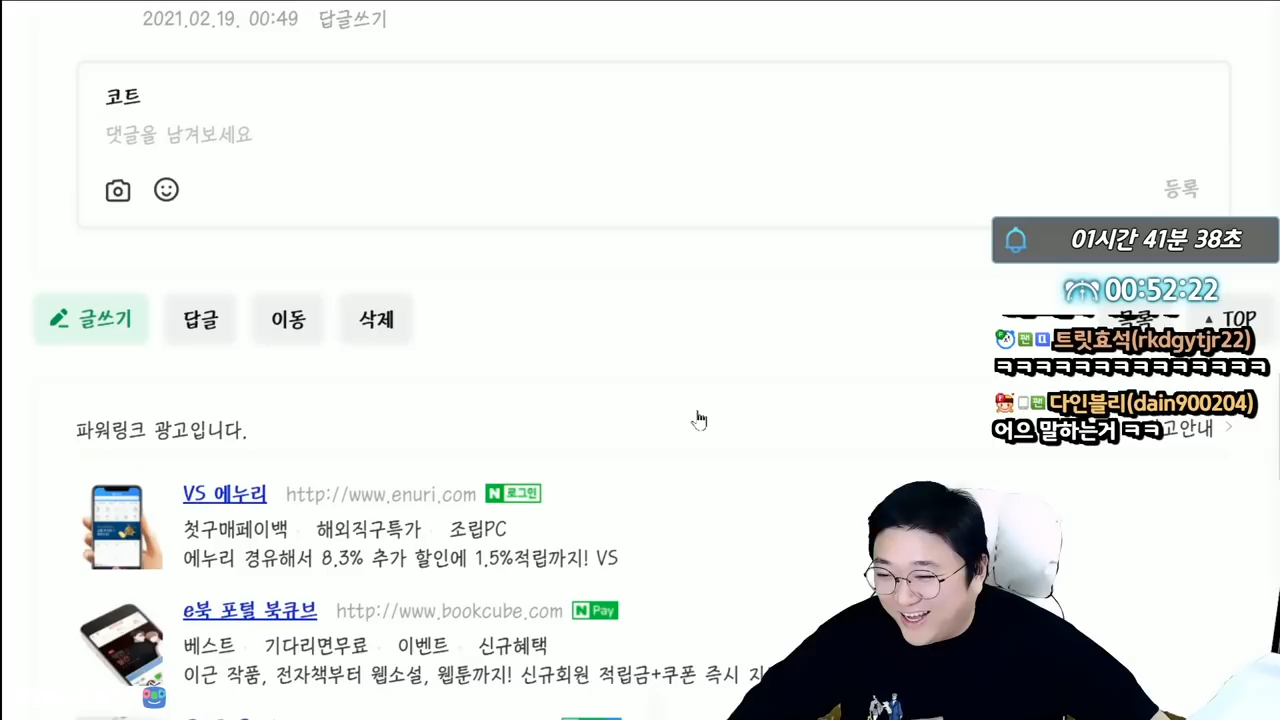 2021.02.19. 00:49 답글쓰기
코트
댓글을 남겨보세요
등록
01시간 41분 38초
00:52:22
글쓰기 답글 이동 삭제 목록 TOP
트릿효석(rkdgytjr22)
ㅋㅋㅋㅋㅋㅋㅋㅋㅋㅋㅋㅋㅋㅋ
다인블리(dain900204)
어으 말하는거 ㅋㅋ
파워링크 광고입니다.
고안내
VS 에누리 http://www.enuri.com N 로그인
첫구매페이백 해외직구특가 조립PC
에누리 경유해서 8.3% 추가 할인에 1.5%적립까지! VS
e북 포털 북큐브 http://www.bookcube.com N Pay
베스트 기다리면무료 이벤트 신규혜택
이근 작품, 전자책부터 웹소설, 웹툰까지! 신규회원 적립금+쿠폰 즉시